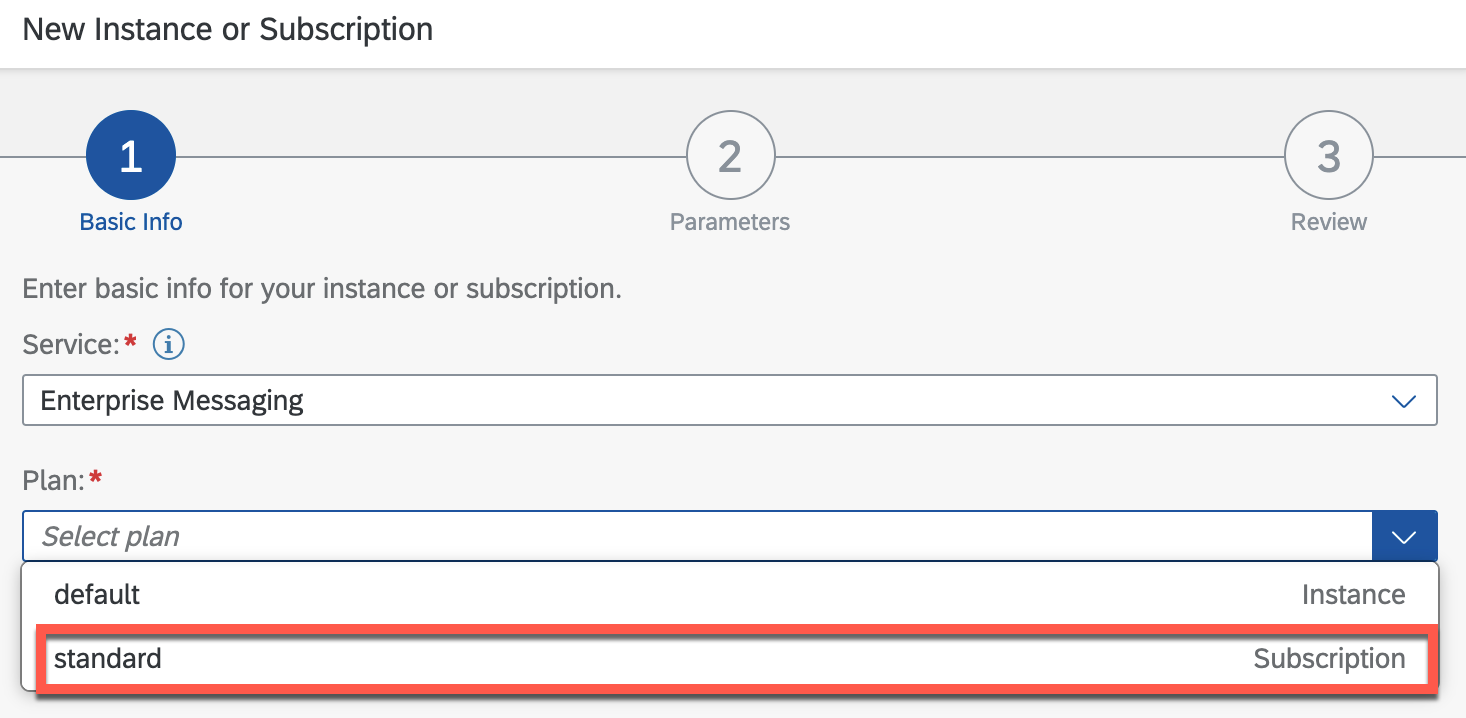 New Instance or Subscription
1
2
3
Basic Info
Parameters
Review
Enter basic info for your instance or subscription.
Service:* i
Enterprise Messaging
Plan:*
Select plan
default Instance
standard Subscription